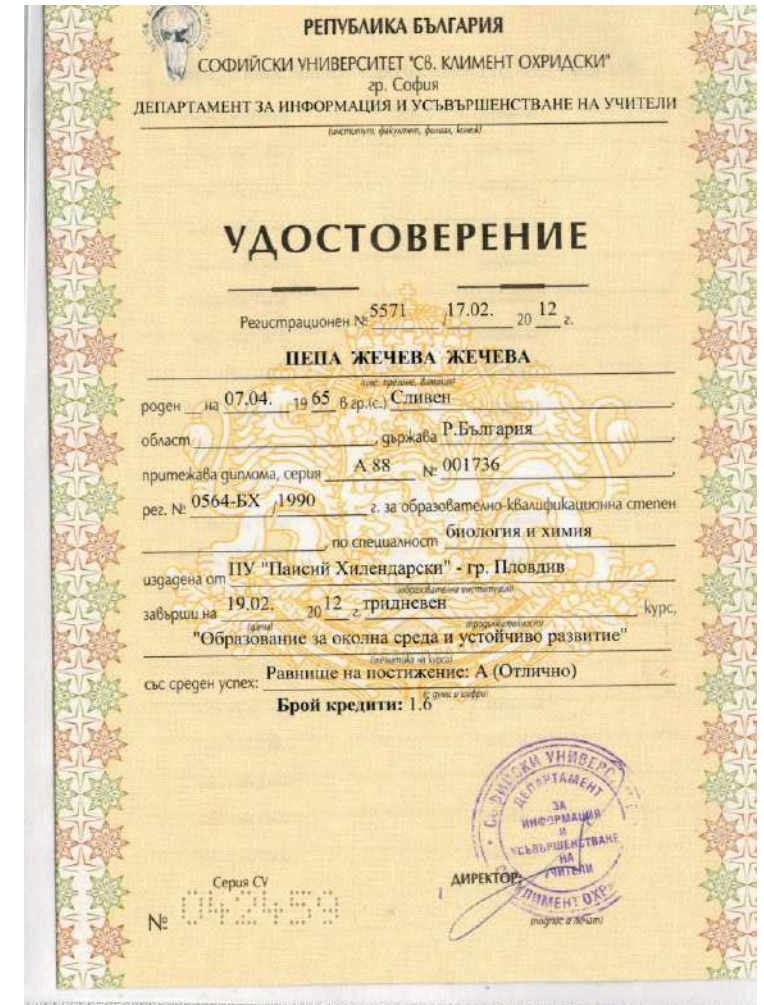 РЕПУБЛИКА БЪЛГАРИЯ
СОФИЙСКИ УНИВЕРСИТЕТ "СВ. КЛИМЕНТ ОХРИДСКИ"
гр. София
ДЕПАРТАМЕНТ ЗА ИНФОРМАЦИЯ И УСЪВЪРШЕНСТВАНЕ НА УЧИТЕЛИ
(институт, факултет, филиал, колеж)
УДОСТОВЕРЕНИЕ
Регистрационен № 5571 /17.02. 20 12 г.
ПЕПА ЖЕЧЕВА ЖЕЧЕВА
(име, презиме, фамилия)
роден на 07.04. 19 65 в гр.(с.) Сливен,
област , държава Р.България,
притежава диплома, серия А 88 № 001736,
рег. № 0564-БХ /1990 г. за образователно-квалификационна степен
, по специалност биология и химия
издадена от ПУ "Паисий Хилендарски" - гр. Пловдив
(образователна институция)
завърши на 19.02. 20 12 г. тридневен курс,
(дата) (продължителност)
"Образование за околна среда и устойчиво развитие"
(тематика на курса)
със среден успех: Равнище на постижение: А (Отлично)
(с думи и цифри)
Брой кредити: 1.6
СОФИЙСКИ УНИВЕРС
ДЕПАРТАМЕНТ
ЗА
ИНФОРМАЦИЯ
И
УСЪВЪРШЕНСТВАНЕ
НА
УЧИТЕЛИ
КЛИМЕНТ ОХР
ДИРЕКТОР:
(подпис и печат)
Серия СУ
№ 042459